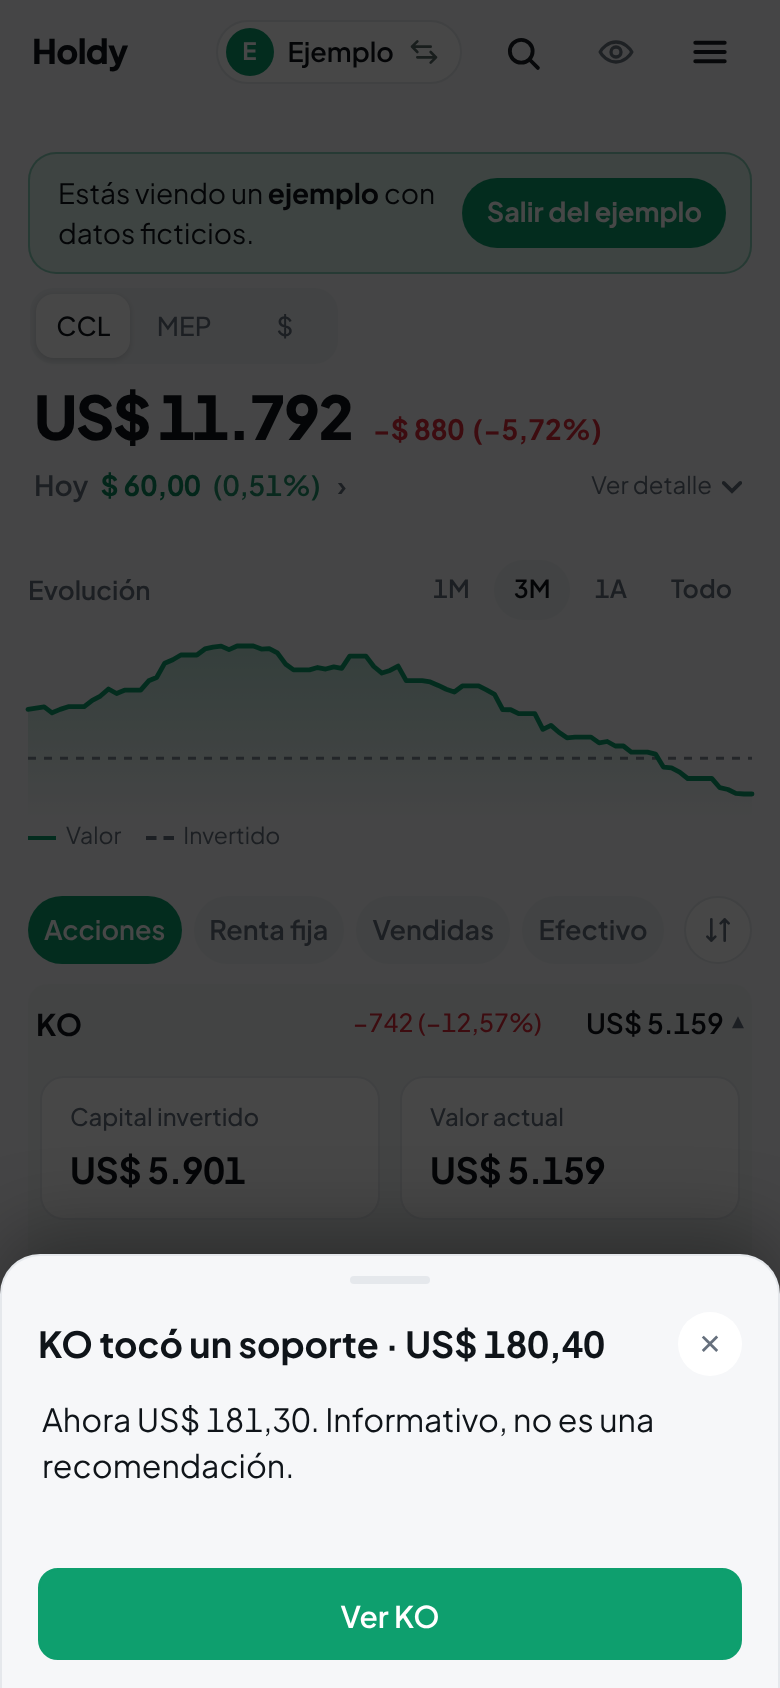 Holdy
E Ejemplo
Estás viendo un ejemplo con
datos ficticios.
Salir del ejemplo
CCL MEP $
US$ 11.792 −$ 880 (−5,72%)
Hoy $ 60,00 (0,51%) ›
Ver detalle
Evolución 1M 3M 1A Todo
Valor Invertido
Acciones Renta fija Vendidas Efectivo
KO −742 (−12,57%) US$ 5.159 ▲
Capital invertido
US$ 5.901
Valor actual
US$ 5.159
KO tocó un soporte · US$ 180,40
Ahora US$ 181,30. Informativo, no es una
recomendación.
Ver KO